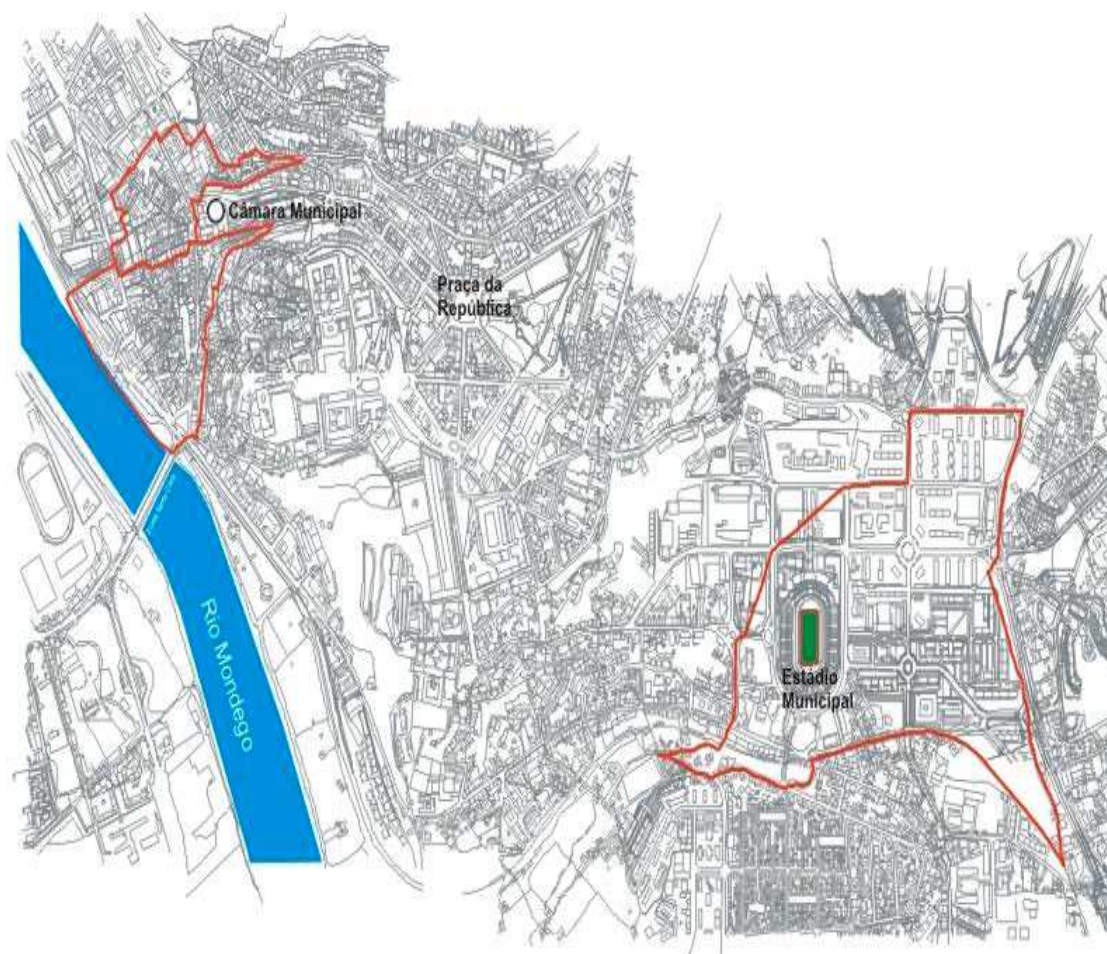 Câmara Municipal
Praça da
República
Estádio
Municipal
Rio Mondego